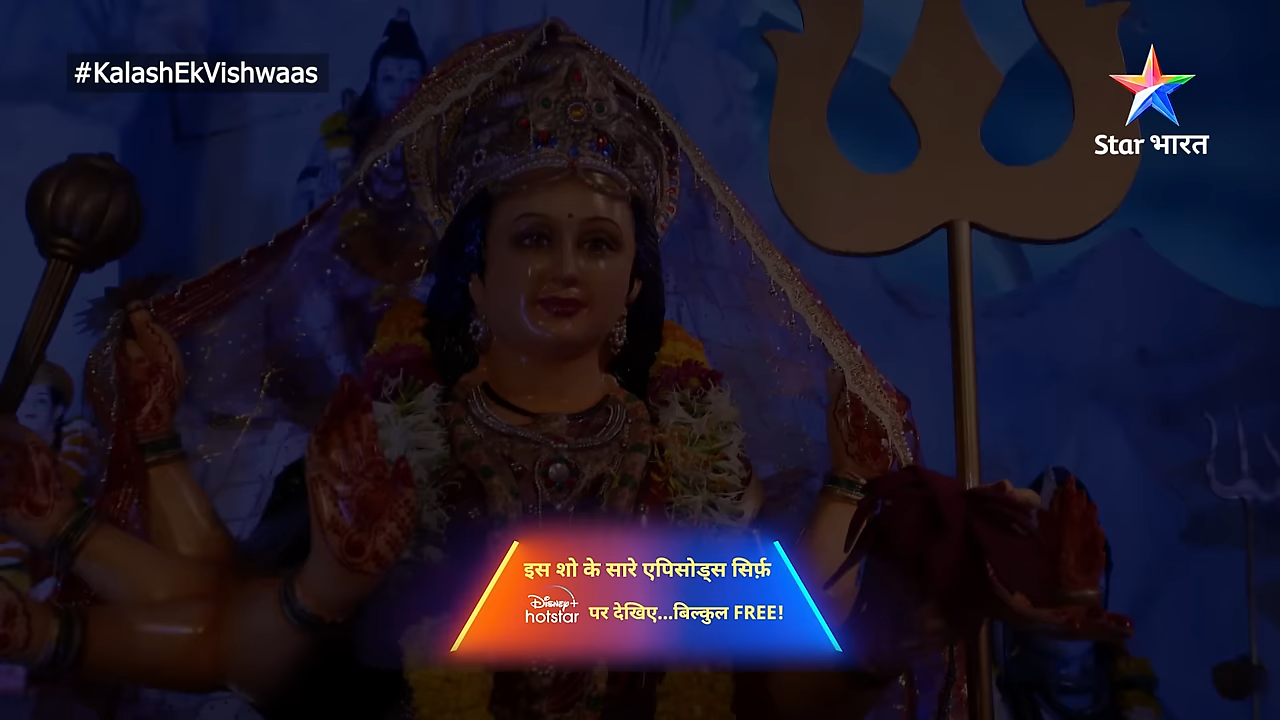 #KalashEkVishwaas
Star भारत
इस शो के सारे एपिसोड्स सिर्फ़
Disney+ hotstar पर देखिए...बिल्कुल FREE!